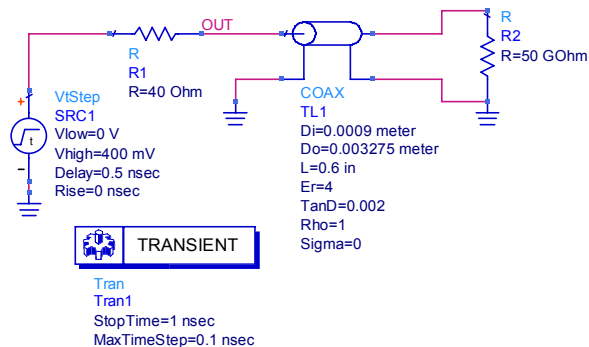 OUT
R
R1
R=40 Ohm
R
R2
R=50 GOhm
VtStep
SRC1
Vlow=0 V
Vhigh=400 mV
Delay=0.5 nsec
Rise=0 nsec
t
COAX
TL1
Di=0.0009 meter
Do=0.003275 meter
L=0.6 in
Er=4
TanD=0.002
Rho=1
Sigma=0
TRANSIENT
Tran
Tran1
StopTime=1 nsec
MaxTimeStep=0.1 nsec